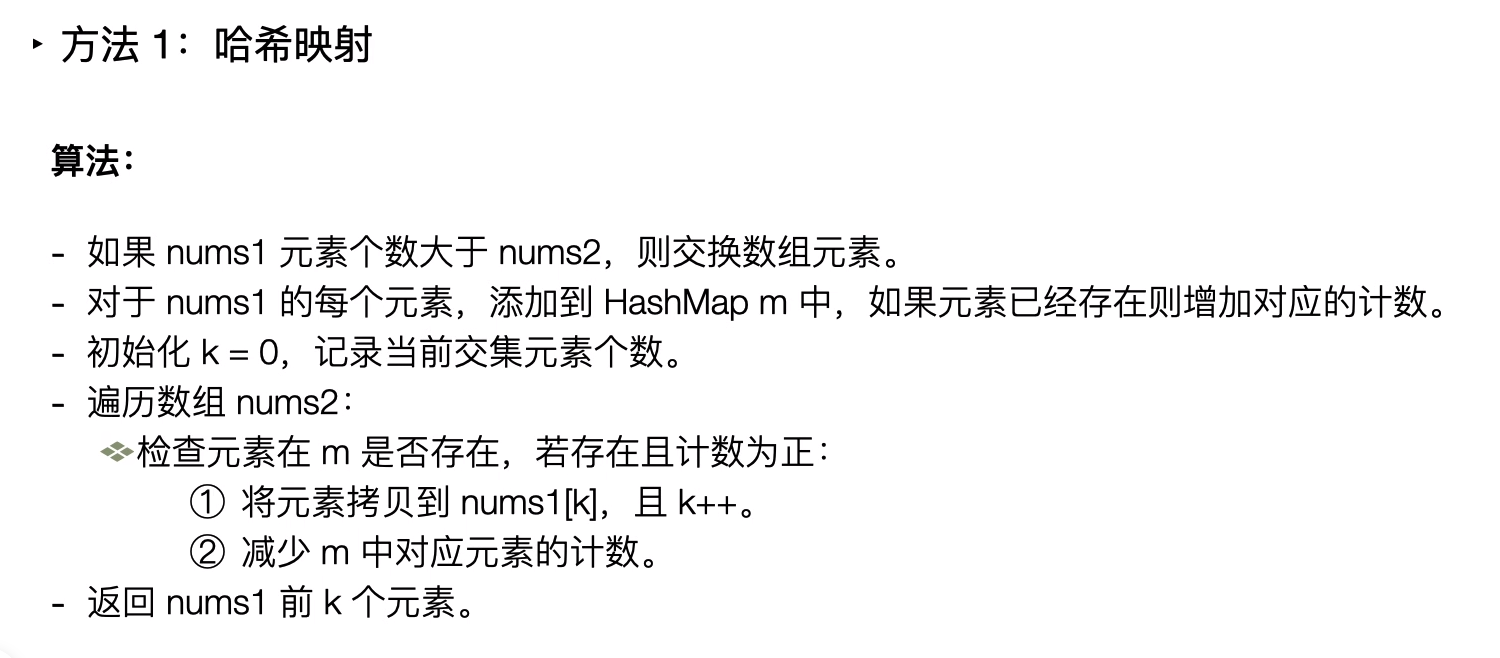 ‣ 方法 1：哈希映射
算法：
- 如果 nums1 元素个数大于 nums2，则交换数组元素。
- 对于 nums1 的每个元素，添加到 HashMap m 中，如果元素已经存在则增加对应的计数。
- 初始化 k = 0，记录当前交集元素个数。
- 遍历数组 nums2：
❖检查元素在 m 是否存在，若存在且计数为正：
① 将元素拷贝到 nums1[k]，且 k++。
② 减少 m 中对应元素的计数。
- 返回 nums1 前 k 个元素。